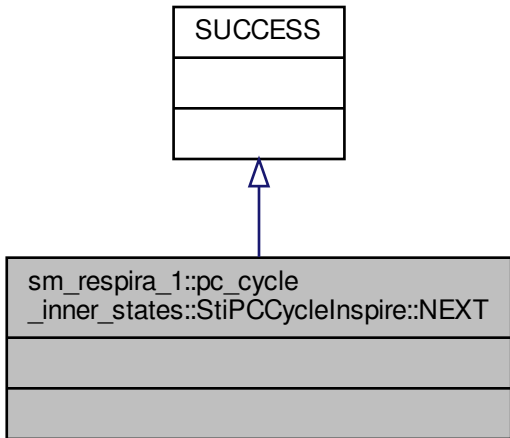 SUCCESS
sm_respira_1::pc_cycle
_inner_states::StiPCCycleInspire::NEXT